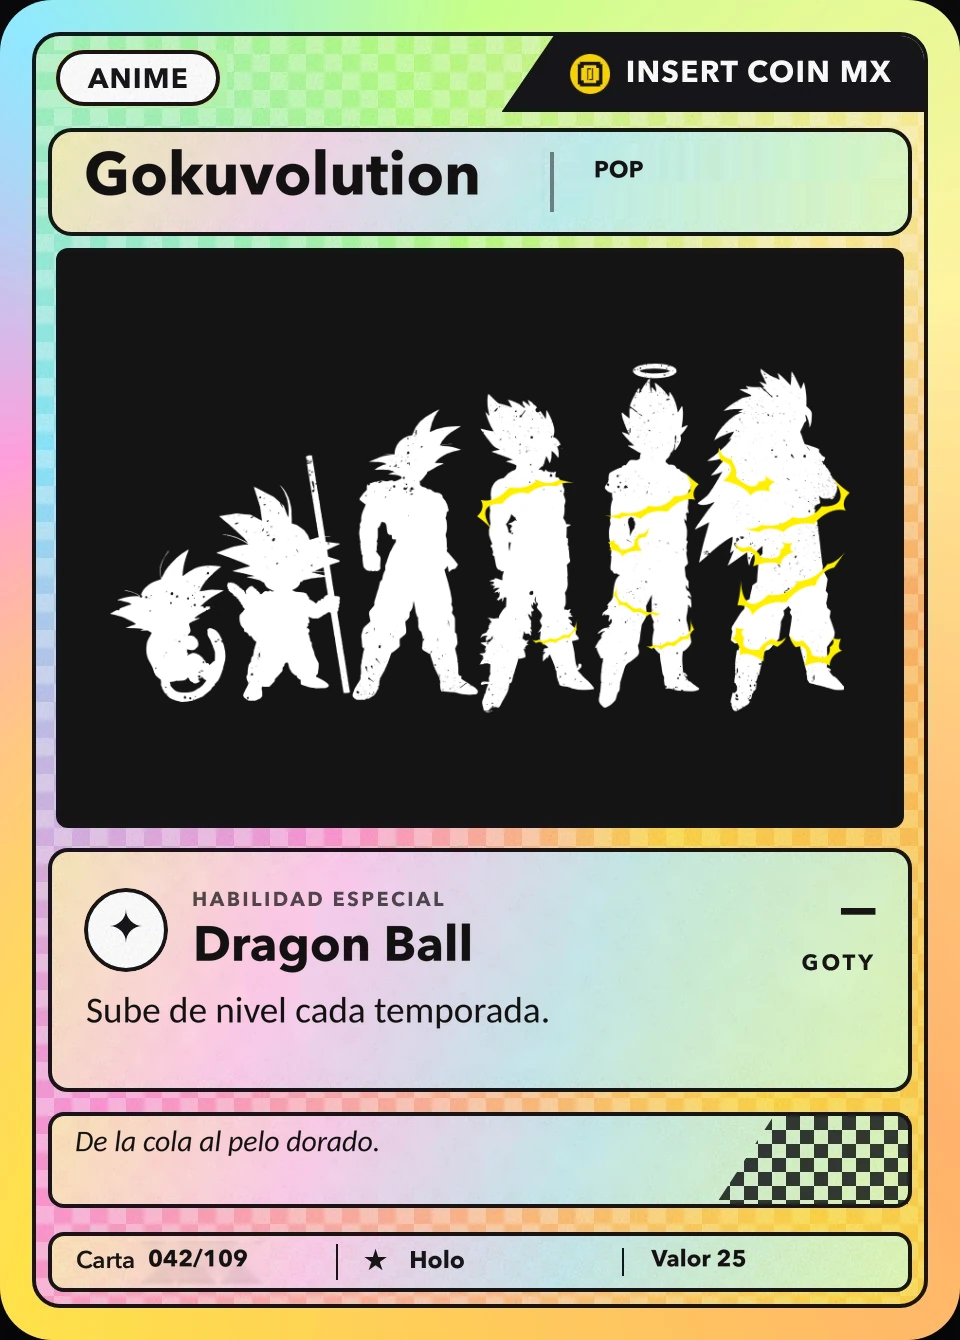 ANIME
INSERT COIN MX
Gokuvolution
POP
HABILIDAD ESPECIAL
Dragon Ball
—
GOTY
Sube de nivel cada temporada.
De la cola al pelo dorado.
Carta 042/109
★ Holo
Valor 25